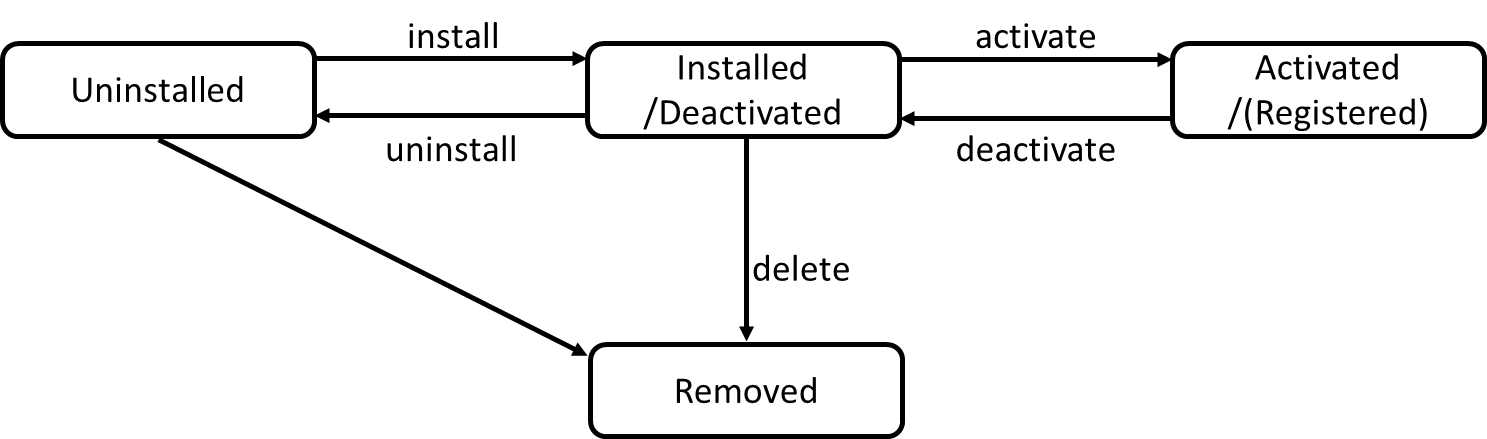 install
activate
Uninstalled
Installed
/Deactivated
Activated
/(Registered)
uninstall
deactivate
delete
Removed